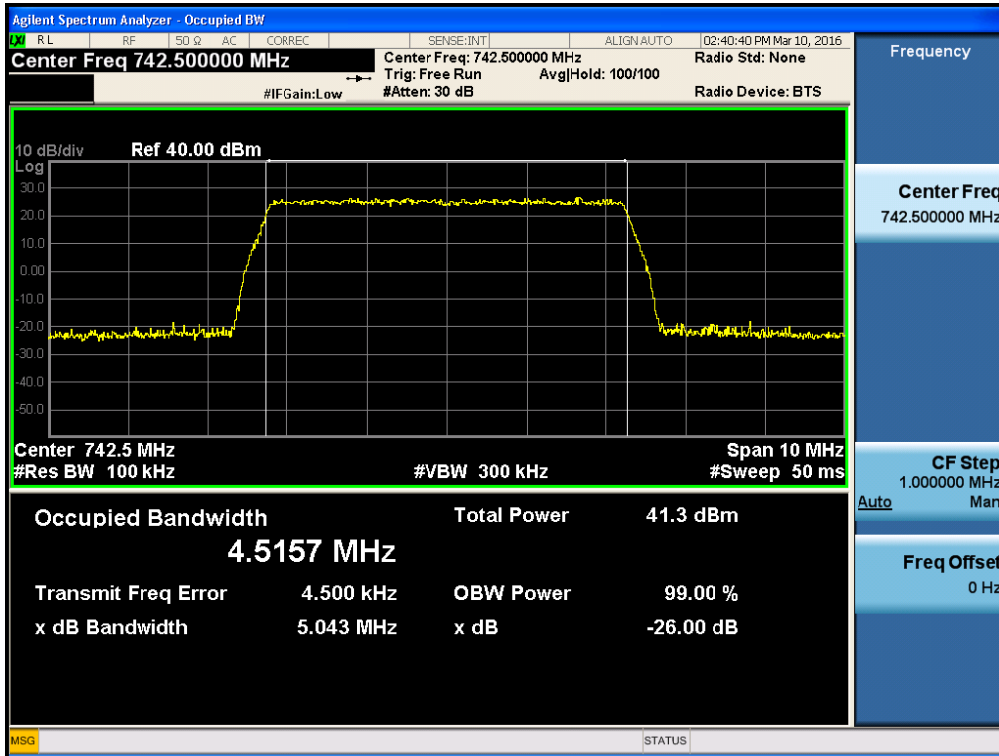 Agilent Spectrum Analyzer - Occupied BW
LXI RL RF 50 Ω AC CORREC SENSE:INT ALIGN AUTO 02:40:40 PM Mar 10, 2016
Center Freq 742.500000 MHz
Center Freq: 742.500000 MHz
Radio Std: None
Trig: Free Run Avg|Hold: 100/100
#IFGain:Low
#Atten: 30 dB
Radio Device: BTS
10 dB/div Ref 40.00 dBm
Log
30.0
20.0
10.0
0.00
-10.0
-20.0
-30.0
-40.0
-50.0
Center 742.5 MHz Span 10 MHz
#Res BW 100 kHz #VBW 300 kHz #Sweep 50 ms
Occupied Bandwidth Total Power 41.3 dBm
4.5157 MHz
Transmit Freq Error 4.500 kHz OBW Power 99.00 %
x dB Bandwidth 5.043 MHz x dB -26.00 dB
Frequency
Center Freq
742.500000 MHz
CF Step
1.000000 MHz
Auto Man
Freq Offset
0 Hz
MSG STATUS